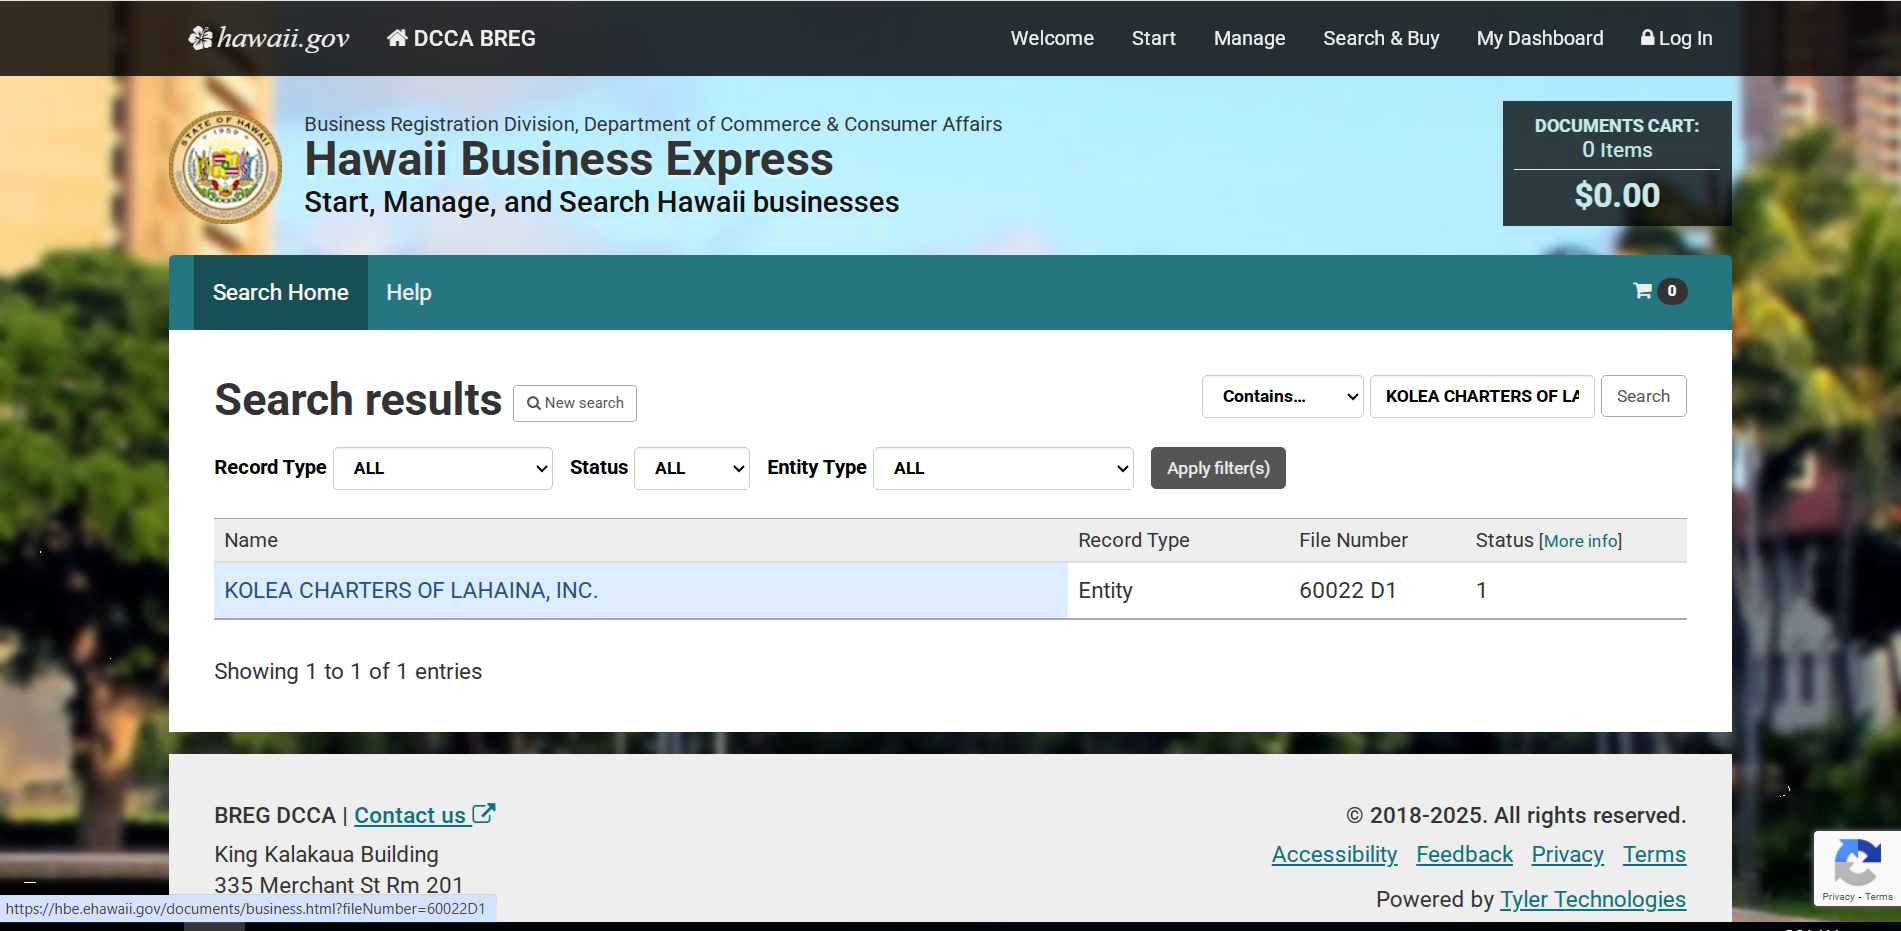 hawaii.gov DCCA BREG Welcome Start Manage Search & Buy My Dashboard Log In
STATE OF HAWAII
1959
Business Registration Division, Department of Commerce & Consumer Affairs
Hawaii Business Express
Start, Manage, and Search Hawaii businesses
DOCUMENTS CART:
0 Items
$0.00
Search Home Help 0
Search results New search Contains... KOLEA CHARTERS OF LA Search
Record Type ALL Status ALL Entity Type ALL Apply filter(s)
Name Record Type File Number Status [More info]
KOLEA CHARTERS OF LAHAINA, INC. Entity 60022 D1 1
Showing 1 to 1 of 1 entries
BREG DCCA | Contact us © 2018-2025. All rights reserved.
King Kalakaua Building Accessibility Feedback Privacy Terms
335 Merchant St Rm 201
Powered by Tyler Technologies
Privacy - Terms
https://hbe.ehawaii.gov/documents/business.html?fileNumber=60022D1